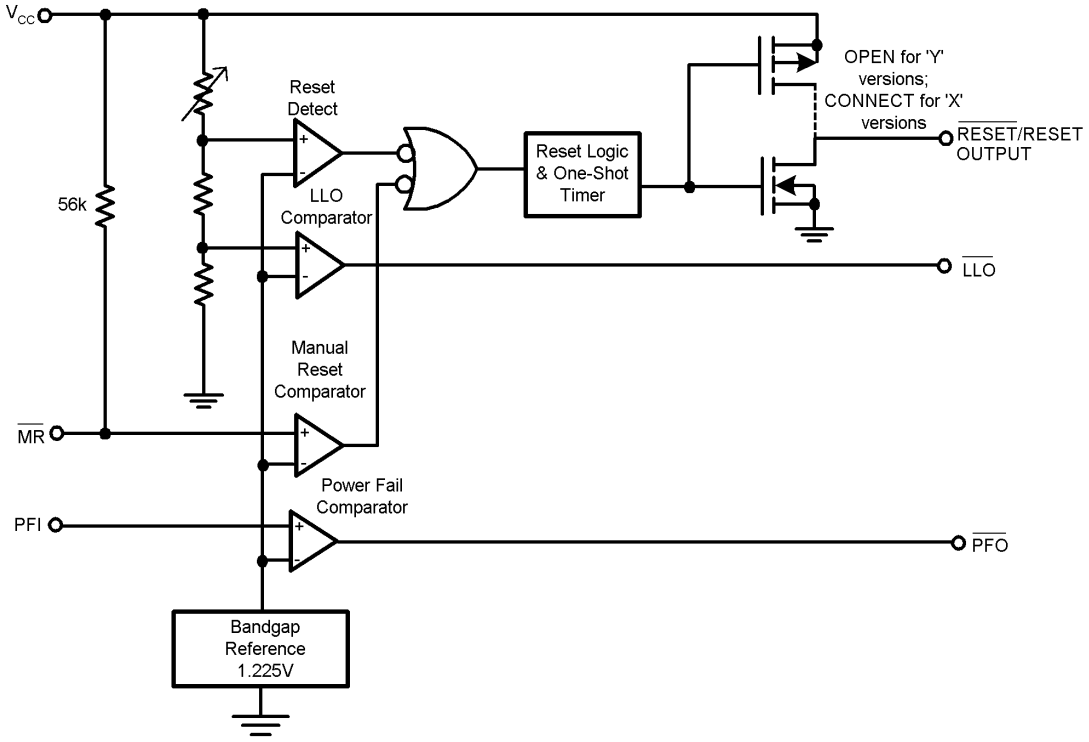 VCC
OPEN for 'Y'
versions;
CONNECT for 'X'
versions
Reset
Detect
+
-
RESET/RESET
OUTPUT
Reset Logic
& One-Shot
Timer
56k
LLO
Comparator
+
-
LLO
Manual
Reset
Comparator
MR
+
-
Power Fail
Comparator
PFI
+
-
PFO
Bandgap
Reference
1.225V